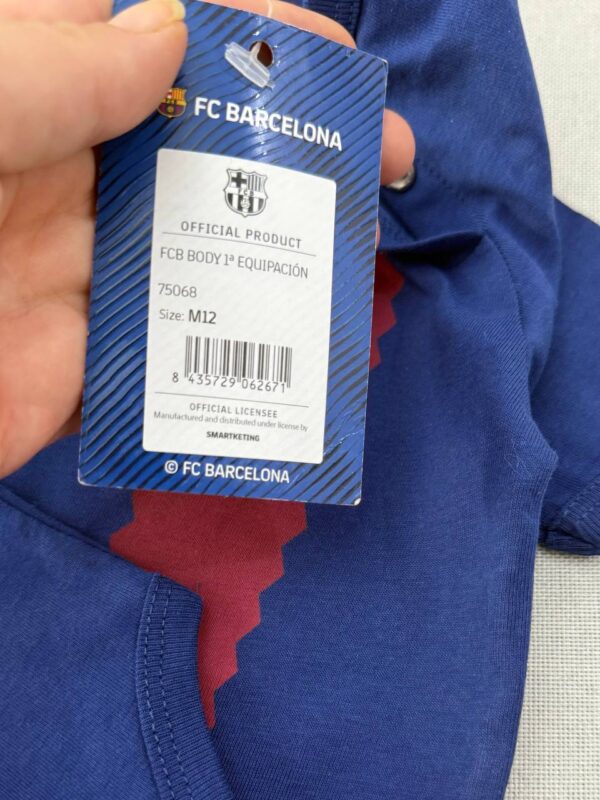 FC BARCELONA
OFFICIAL PRODUCT
FCB BODY 1ª EQUIPACIÓN
75068
Size: M12
8 435729 062671
OFFICIAL LICENSEE
Manufactured and distributed under license by
SMARTKETING
© FC BARCELONA